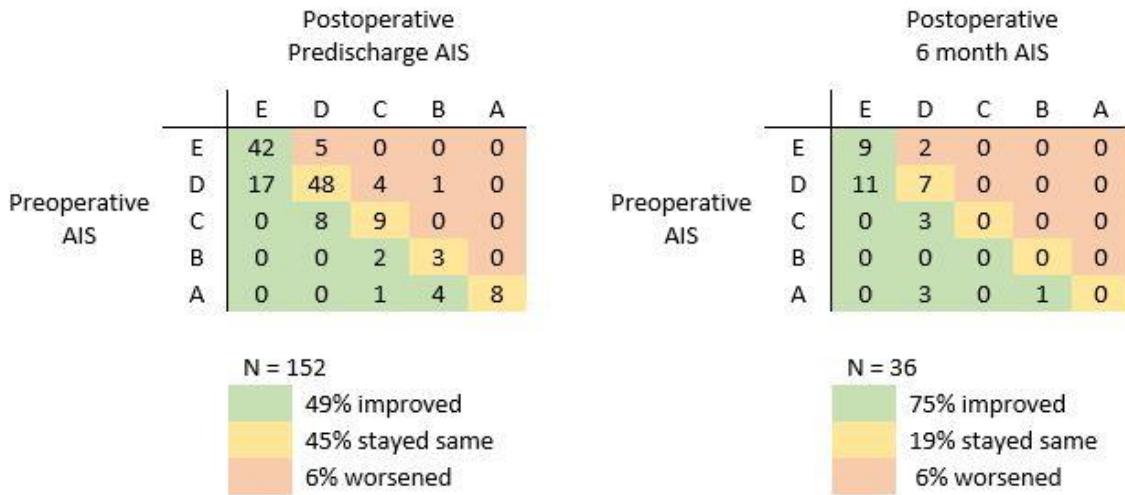 Postoperative
Predischarge AIS
E D C B A
E 42 5 0 0 0
D 17 48 4 1 0
C 0 8 9 0 0
B 0 0 2 3 0
A 0 0 1 4 8
Preoperative
AIS
N = 152
49% improved
45% stayed same
6% worsened
Postoperative
6 month AIS
E D C B A
E 9 2 0 0 0
D 11 7 0 0 0
C 0 3 0 0 0
B 0 0 0 0 0
A 0 3 0 1 0
Preoperative
AIS
N = 36
75% improved
19% stayed same
6% worsened